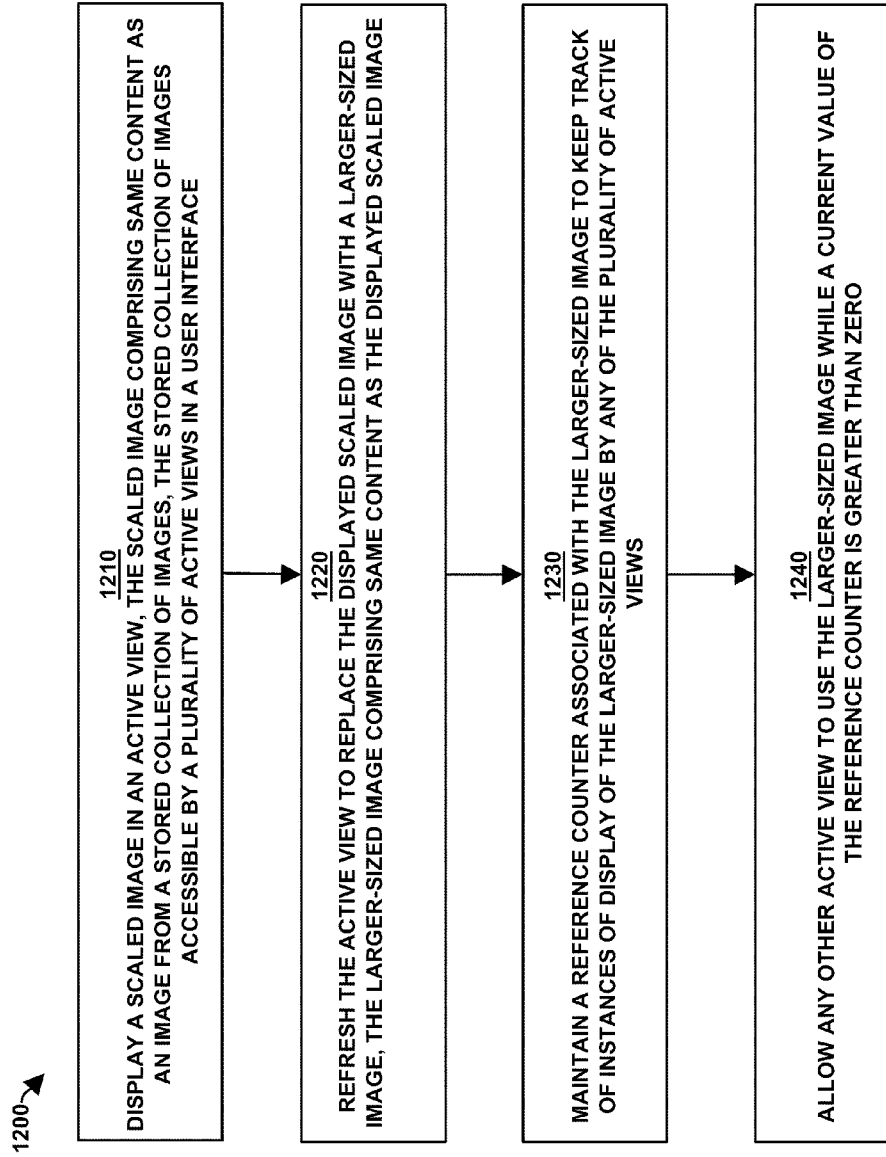 1200
1210
DISPLAY A SCALED IMAGE IN AN ACTIVE VIEW, THE SCALED IMAGE COMPRISING SAME CONTENT AS
AN IMAGE FROM A STORED COLLECTION OF IMAGES, THE STORED COLLECTION OF IMAGES
ACCESSIBLE BY A PLURALITY OF ACTIVE VIEWS IN A USER INTERFACE
1220
REFRESH THE ACTIVE VIEW TO REPLACE THE DISPLAYED SCALED IMAGE WITH A LARGER-SIZED
IMAGE, THE LARGER-SIZED IMAGE COMPRISING SAME CONTENT AS THE DISPLAYED SCALED IMAGE
1230
MAINTAIN A REFERENCE COUNTER ASSOCIATED WITH THE LARGER-SIZED IMAGE TO KEEP TRACK
OF INSTANCES OF DISPLAY OF THE LARGER-SIZED IMAGE BY ANY OF THE PLURALITY OF ACTIVE
VIEWS
1240
ALLOW ANY OTHER ACTIVE VIEW TO USE THE LARGER-SIZED IMAGE WHILE A CURRENT VALUE OF
THE REFERENCE COUNTER IS GREATER THAN ZERO